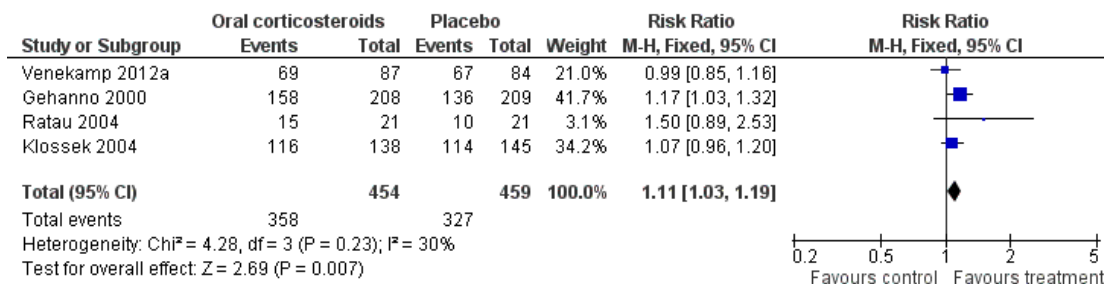 Oral corticosteroids Placebo Risk Ratio Risk Ratio
Study or Subgroup Events Total Events Total Weight M-H, Fixed, 95% CI M-H, Fixed, 95% CI
Venekamp 2012a 69 87 67 84 21.0% 0.99 [0.85, 1.16]
Gehanno 2000 158 208 136 209 41.7% 1.17 [1.03, 1.32]
Ratau 2004 15 21 10 21 3.1% 1.50 [0.89, 2.53]
Klossek 2004 116 138 114 145 34.2% 1.07 [0.96, 1.20]
Total (95% CI) 454 459 100.0% 1.11 [1.03, 1.19]
Total events 358 327
Heterogeneity: Chi² = 4.28, df = 3 (P = 0.23); I² = 30%
Test for overall effect: Z = 2.69 (P = 0.007)
0.2 0.5 1 2 5
Favours control Favours treatment